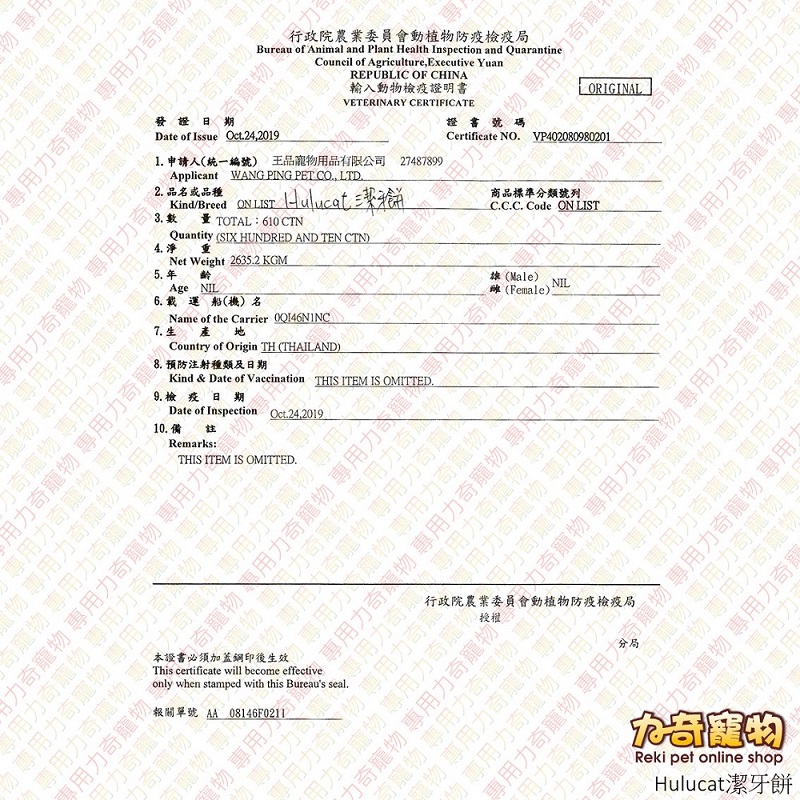 行政院農業委員會動植物防疫檢疫局
Bureau of Animal and Plant Health Inspection and Quarantine
Council of Agriculture,Executive Yuan
REPUBLIC OF CHINA
輸入動物檢疫證明書
VETERINARY CERTIFICATE
ORIGINAL
發 證 日 期 證 書 號 碼
Date of Issue Oct.24,2019 Certificate NO. VP402080980201
1.申請人(統一編號) 王品寵物用品有限公司 27487899
Applicant WANG PING PET CO., LTD.
2.品名或品種 商品標準分類號列
Kind/Breed ON LIST Hulucat潔牙餅 C.C.C. Code ON LIST
3.數 量 TOTAL：610 CTN
Quantity (SIX HUNDRED AND TEN CTN)
4.淨 重
Net Weight 2635.2 KGM
5.年 齡 雄(Male)
Age NIL 雌(Female) NIL
6.載 運 船(機) 名
Name of the Carrier 0QI46N1NC
7.生 產 地
Country of Origin TH (THAILAND)
8.預防注射種類及日期
Kind & Date of Vaccination THIS ITEM IS OMITTED.
9.檢 疫 日 期
Date of Inspection Oct.24,2019
10.備 註
Remarks:
THIS ITEM IS OMITTED.
行政院農業委員會動植物防疫檢疫局
授權
分局
本證書必須加蓋鋼印後生效
This certificate will become effective
only when stamped with this Bureau's seal.
報關單號 AA 08146F0211
力奇寵物
Reki pet online shop
Hulucat潔牙餅
專用力奇寵物